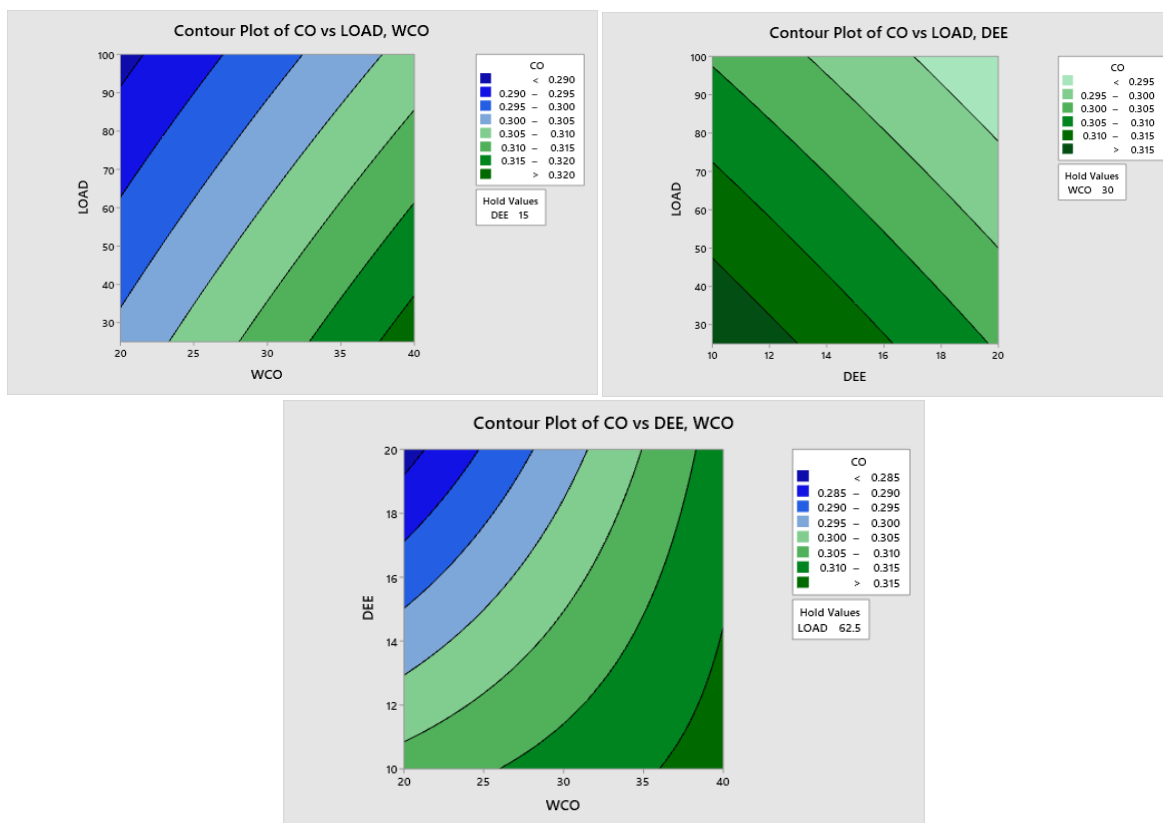 Contour Plot of CO vs LOAD, WCO
100
90
80
70
60
50
40
30
LOAD
20 25 30 35 40
WCO
CO
< 0.290
0.290 – 0.295
0.295 – 0.300
0.300 – 0.305
0.305 – 0.310
0.310 – 0.315
0.315 – 0.320
> 0.320
Hold Values
DEE 15
Contour Plot of CO vs LOAD, DEE
100
90
80
70
60
50
40
30
LOAD
10 12 14 16 18 20
DEE
CO
< 0.295
0.295 – 0.300
0.300 – 0.305
0.305 – 0.310
0.310 – 0.315
> 0.315
Hold Values
WCO 30
Contour Plot of CO vs DEE, WCO
20
18
16
14
12
10
DEE
20 25 30 35 40
WCO
CO
< 0.285
0.285 – 0.290
0.290 – 0.295
0.295 – 0.300
0.300 – 0.305
0.305 – 0.310
0.310 – 0.315
> 0.315
Hold Values
LOAD 62.5